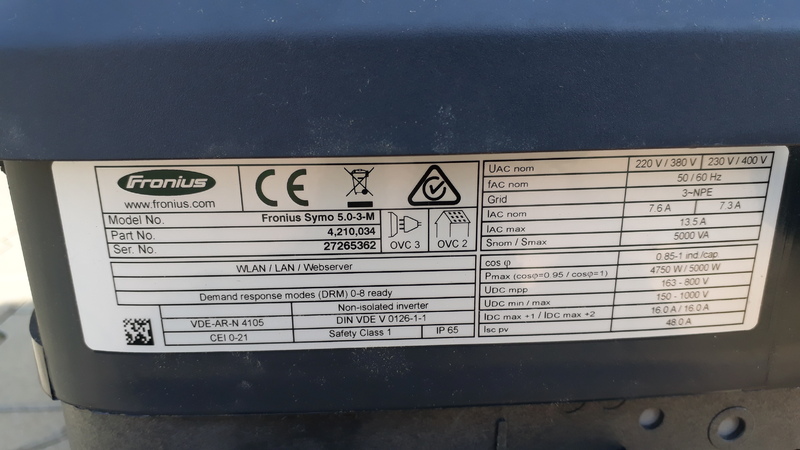 Fronius
www.fronius.com
CE
Model No. Fronius Symo 5.0-3-M
Part No. 4,210,034
Ser. No. 27265362
OVC 3 OVC 2
WLAN / LAN / Webserver
Demand response modes (DRM) 0-8 ready
Non-isolated inverter
VDE-AR-N 4105 DIN VDE V 0126-1-1
CEI 0-21 Safety Class 1 IP 65
UAC nom 220 V / 380 V 230 V / 400 V
fAC nom 50 / 60 Hz
Grid 3~NPE
IAC nom 7.6 A 7.3 A
IAC max 13.5 A
Snom / Smax 5000 VA
cos φ 0.85-1 ind./cap.
Pmax (cosφ=0.95 / cosφ=1) 4750 W / 5000 W
UDC mpp 163 - 800 V
UDC min / max 150 - 1000 V
IDC max +1 / IDC max +2 16.0 A / 16.0 A
Isc pv 48.0 A